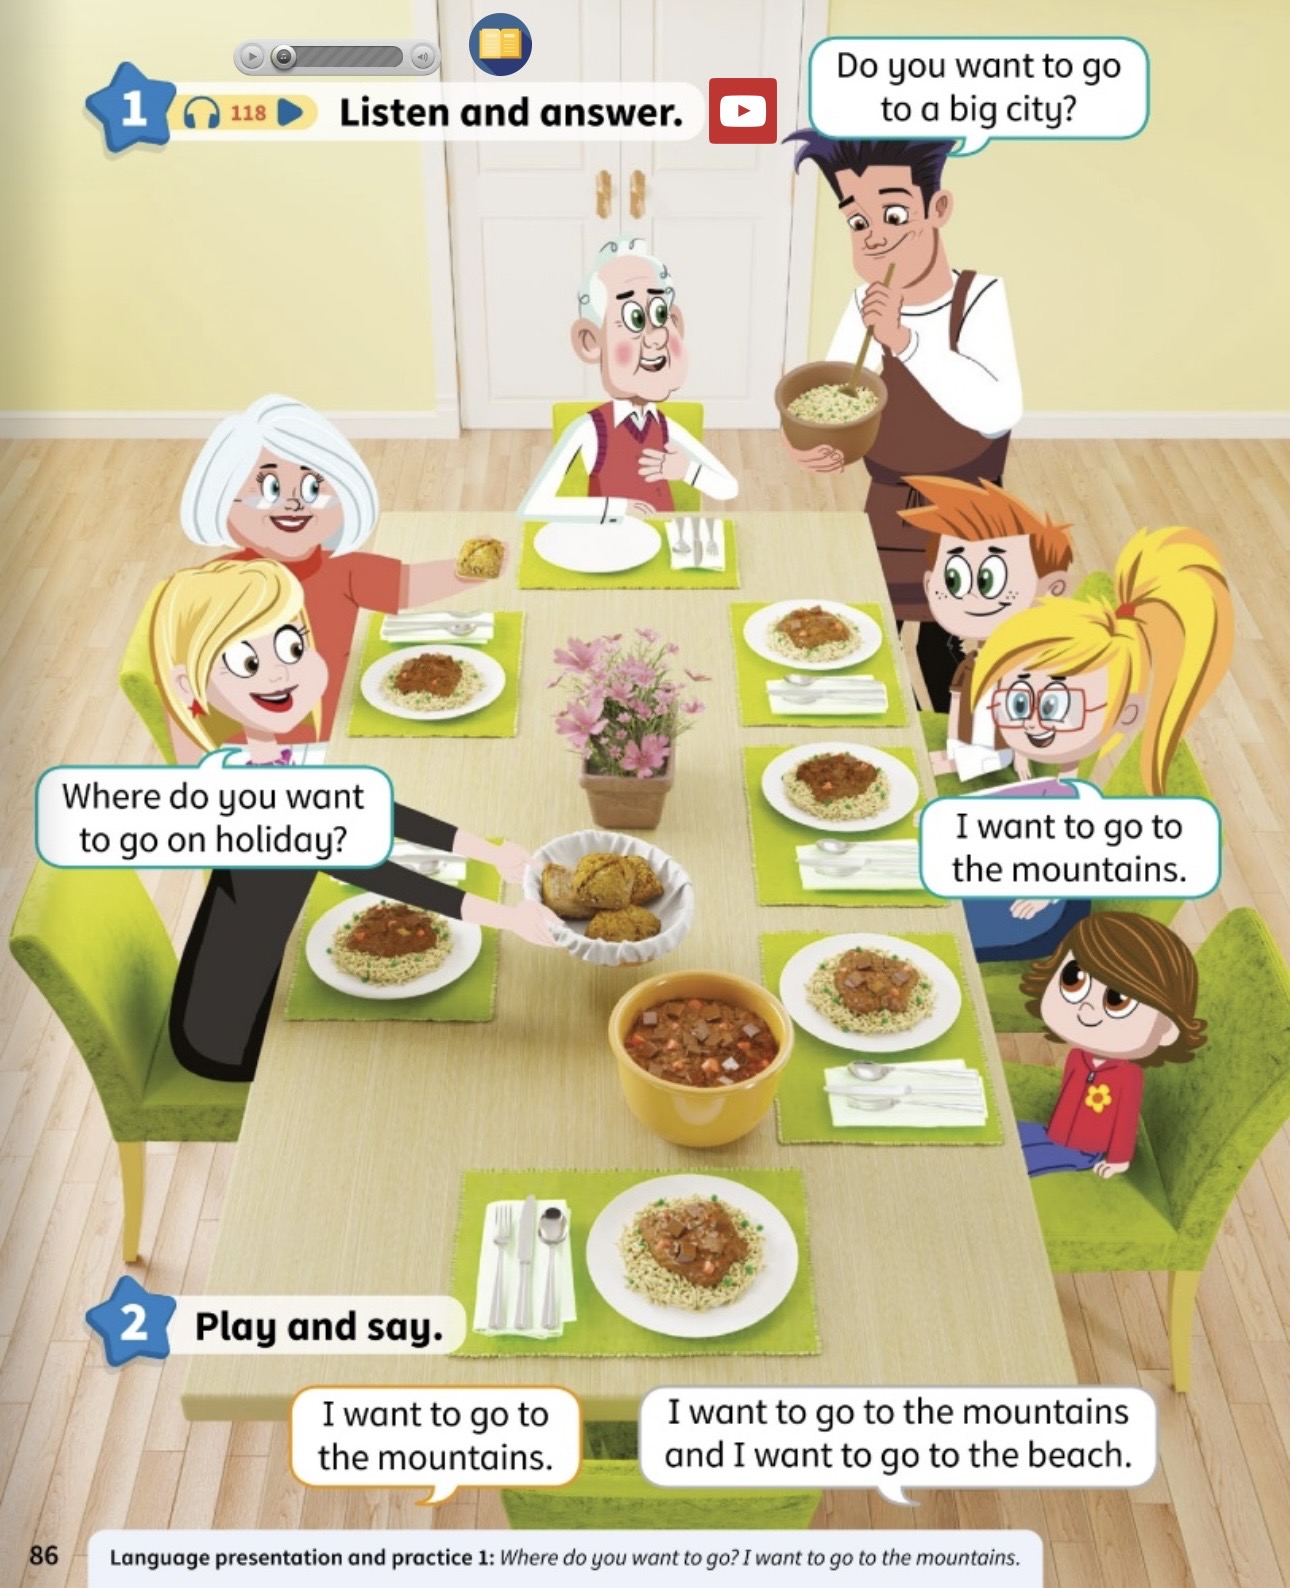 1
118
Listen and answer.
Do you want to go
to a big city?
Where do you want
to go on holiday?
I want to go to
the mountains.
2
Play and say.
I want to go to
the mountains.
I want to go to the mountains
and I want to go to the beach.
86
Language presentation and practice 1: Where do you want to go? I want to go to the mountains.